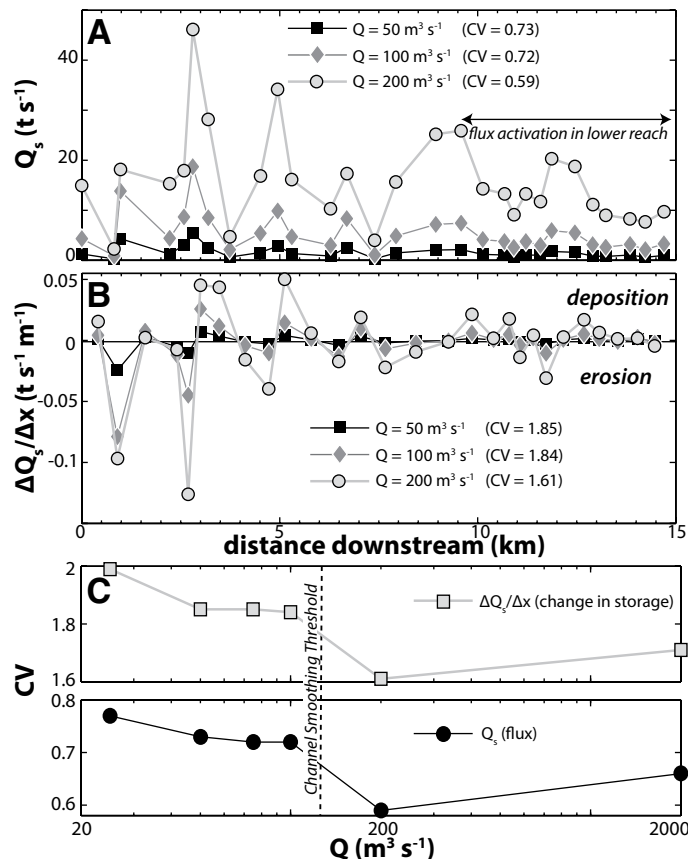 A
Q = 50 m³ s⁻¹ (CV = 0.73)
Q = 100 m³ s⁻¹ (CV = 0.72)
Q = 200 m³ s⁻¹ (CV = 0.59)
flux activation in lower reach
Qₛ (t s⁻¹)
40
20
0
B
deposition
erosion
Q = 50 m³ s⁻¹ (CV = 1.85)
Q = 100 m³ s⁻¹ (CV = 1.84)
Q = 200 m³ s⁻¹ (CV = 1.61)
ΔQₛ/Δx (t s⁻¹ m⁻¹)
0.05
0
-0.05
-0.1
0 5 10 15
distance downstream (km)
C
ΔQₛ/Δx (change in storage)
2
1.8
1.6
Channel Smoothing Threshold
CV
Qₛ (flux)
0.8
0.7
0.6
20 200 2000
Q (m³ s⁻¹)